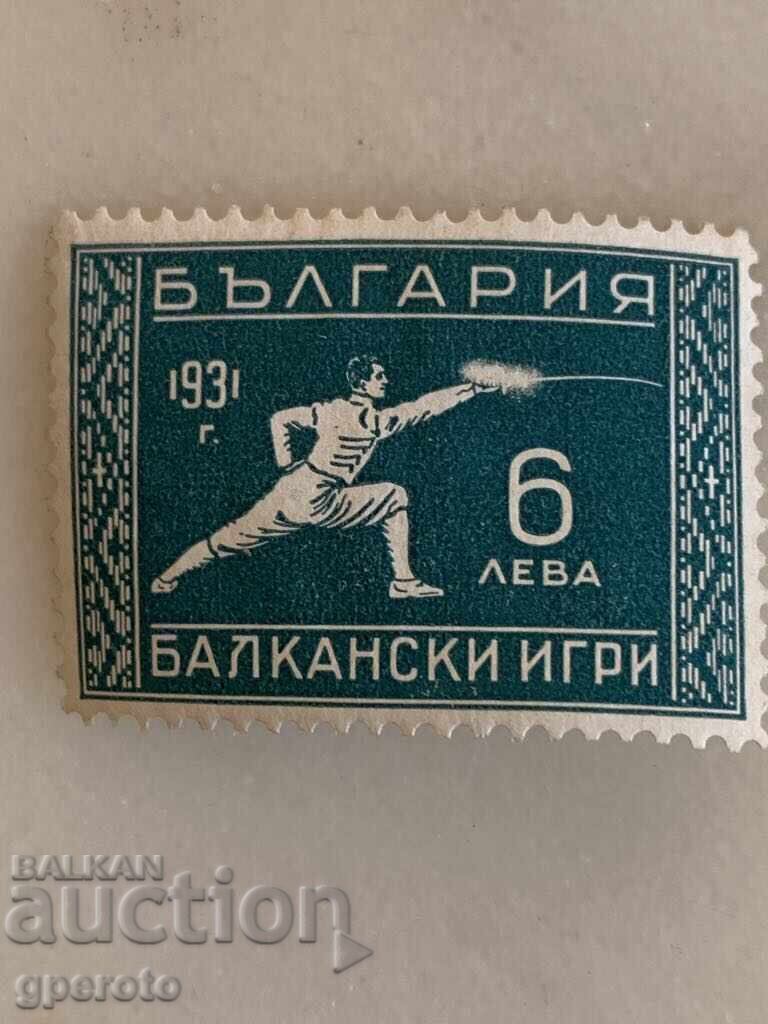 БЪЛГАРИЯ
1931
г.
6
ЛЕВА
БАЛКАНСКИ ИГРИ
BALKAN
auction
gperoto